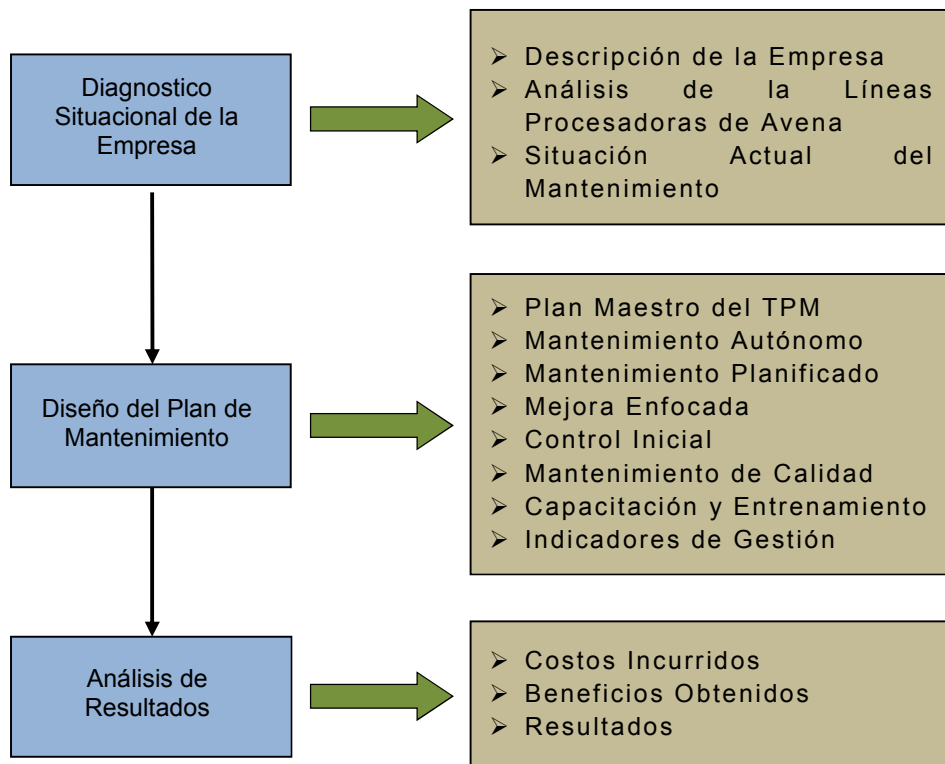 Diagnostico
Situacional de la
Empresa
➢ Descripción de la Empresa
➢ Análisis de la Líneas
Procesadoras de Avena
➢ Situación Actual del
Mantenimiento
Diseño del Plan de
Mantenimiento
➢ Plan Maestro del TPM
➢ Mantenimiento Autónomo
➢ Mantenimiento Planificado
➢ Mejora Enfocada
➢ Control Inicial
➢ Mantenimiento de Calidad
➢ Capacitación y Entrenamiento
➢ Indicadores de Gestión
Análisis de
Resultados
➢ Costos Incurridos
➢ Beneficios Obtenidos
➢ Resultados